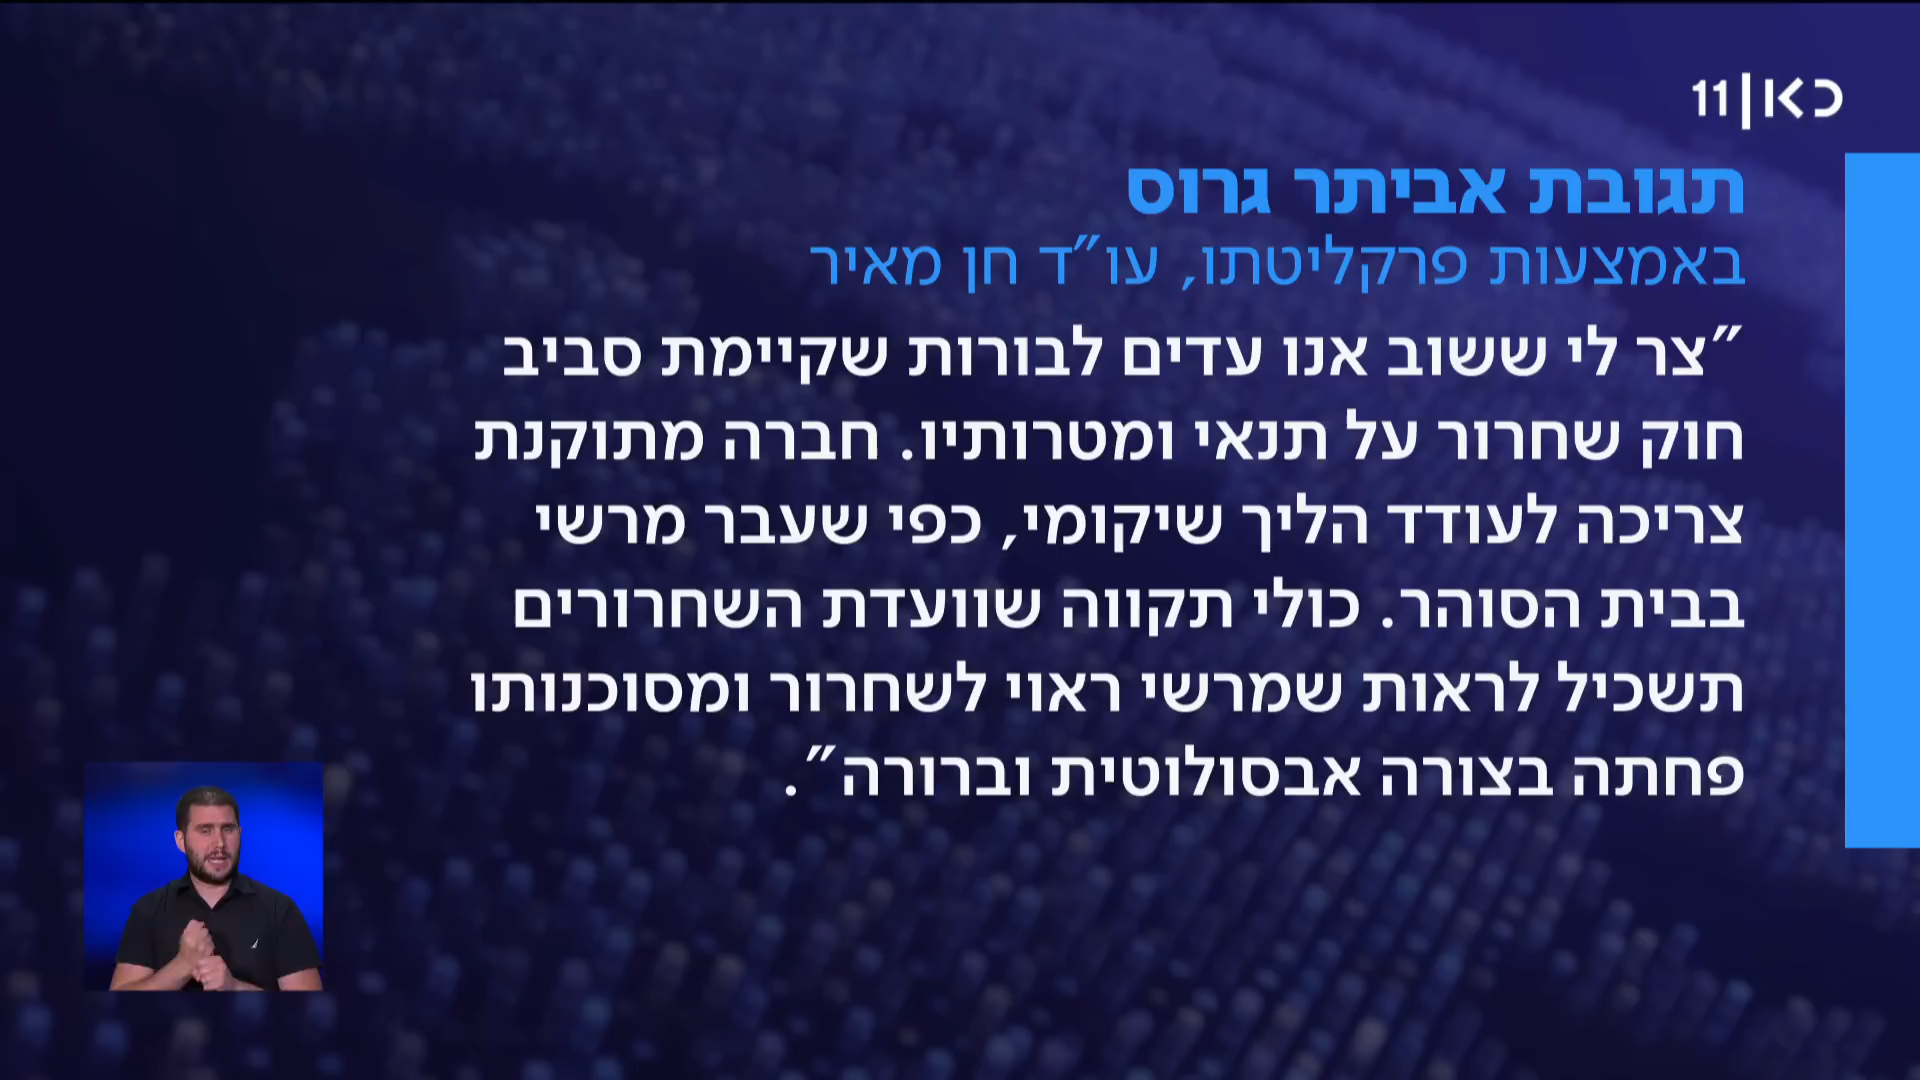 כאן|11
תגובת אביתר גרוס
באמצעות פרקליטתו, עו״ד חן מאיר
״צר לי ששוב אנו עדים לבורות שקיימת סביב
חוק שחרור על תנאי ומטרותיו. חברה מתוקנת
צריכה לעודד הליך שיקומי, כפי שעבר מרשי
בבית הסוהר. כולי תקווה שוועדת השחרורים
תשכיל לראות שמרשי ראוי לשחרור ומסוכנותו
פחתה בצורה אבסולוטית וברורה״.